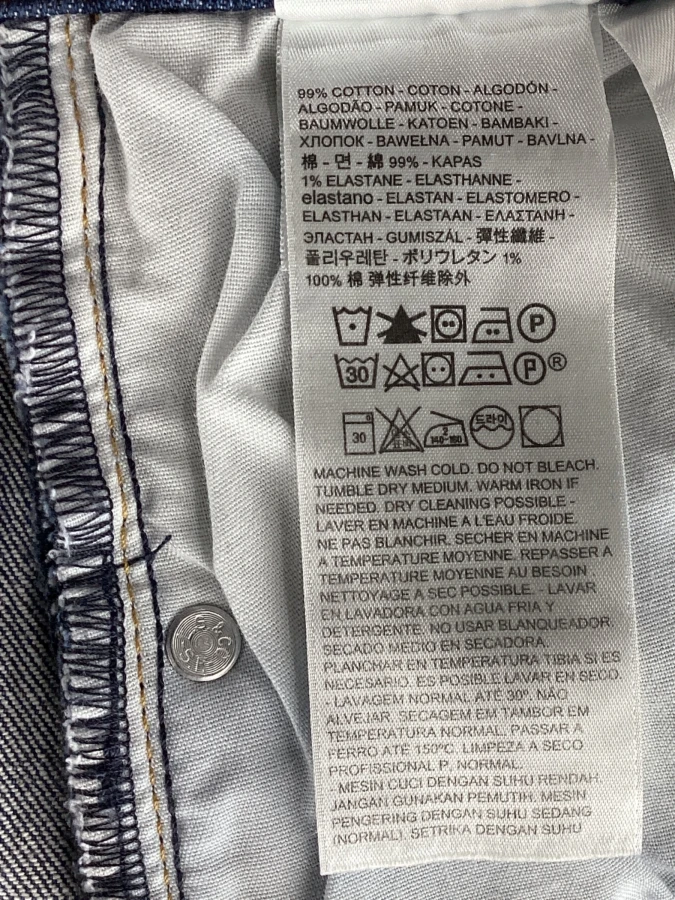 99% COTTON - COTON - ALGODÓN -
ALGODÃO - PAMUK - COTONE -
BAUMWOLLE - KATOEN - BAMBAKI -
ХЛОПОК - BAWEŁNA - PAMUT - BAVLNA -
棉 - 면 - 綿 99% - KAPAS
1% ELASTANE - ELASTHANNE -
elastano - ELASTAN - ELASTOMERO -
ELASTHAN - ELASTAAN - ΕΛΑΣΤΑΝΗ -
ЭЛАСТАН - GUMISZÁL - 彈性纖維 -
폴리우레탄 - ポリウレタン 1%
100% 棉 弹性纤维除外
P
30 P ®
30 2 140-160 드라이
MACHINE WASH COLD. DO NOT BLEACH.
TUMBLE DRY MEDIUM. WARM IRON IF
NEEDED. DRY CLEANING POSSIBLE -
LAVER EN MACHINE A L'EAU FROIDE.
NE PAS BLANCHIR. SECHER EN MACHINE
A TEMPERATURE MOYENNE. REPASSER A
TEMPERATURE MOYENNE AU BESOIN
NETTOYAGE A SEC POSSIBLE. - LAVAR
EN LAVADORA CON AGUA FRIA Y
DETERGENTE. NO USAR BLANQUEADOR
SECADO MEDIO EN SECADORA.
PLANCHAR EN TEMPERATURA TIBIA SI ES
NECESARIO. ES POSIBLE LAVAR EN SECO.
- LAVAGEM NORMAL ATÉ 30º. NÃO
ALVEJAR. SECAGEM EM TAMBOR EM
TEMPERATURA NORMAL. PASSAR A
FERRO ATÉ 150ºC. LIMPEZA A SECO
PROFISSIONAL P, NORMAL.
- MESIN CUCI DENGAN SUHU RENDAH.
JANGAN GUNAKAN PEMUTIH. MESIN
PENGERING DENGAN SUHU SEDANG
(NORMAL). SETRIKA DENGAN SUHU